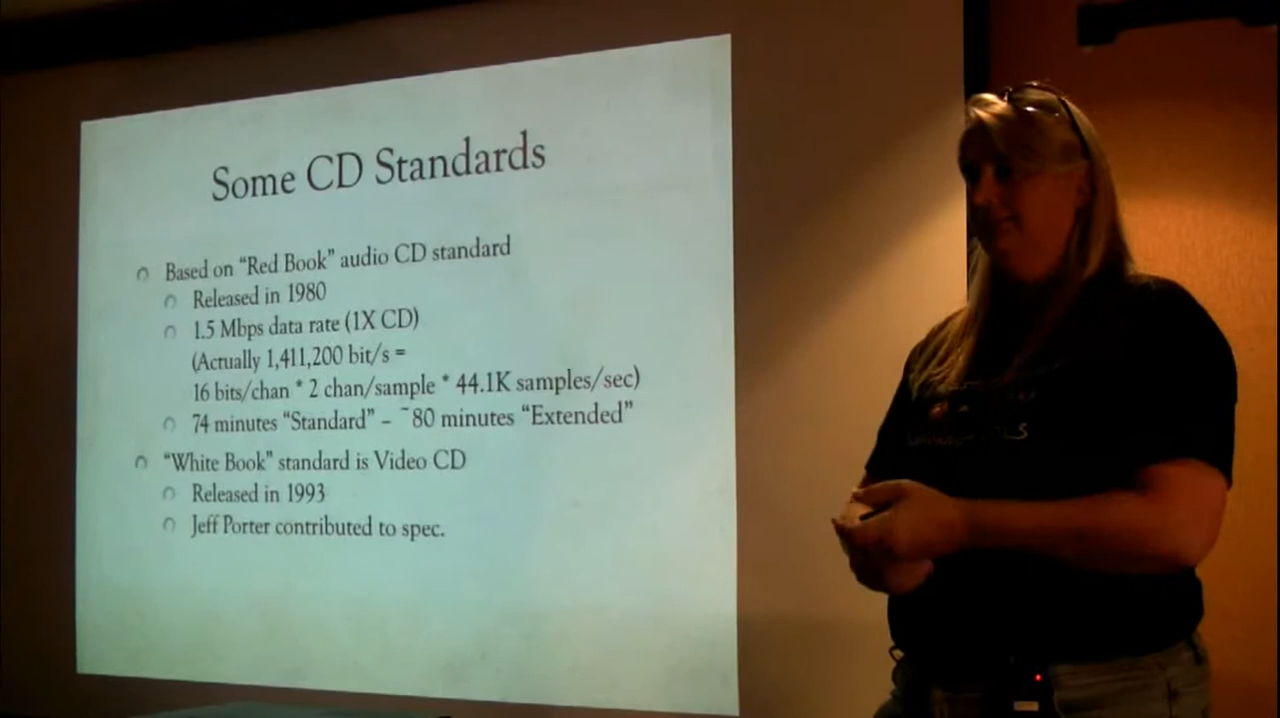 Some CD Standards
Based on “Red Book” audio CD standard
Released in 1980
1.5 Mbps data rate (1X CD)
(Actually 1,411,200 bit/s =
16 bits/chan * 2 chan/sample * 44.1K samples/sec)
74 minutes “Standard” – ~80 minutes “Extended”
“White Book” standard is Video CD
Released in 1993
Jeff Porter contributed to spec.